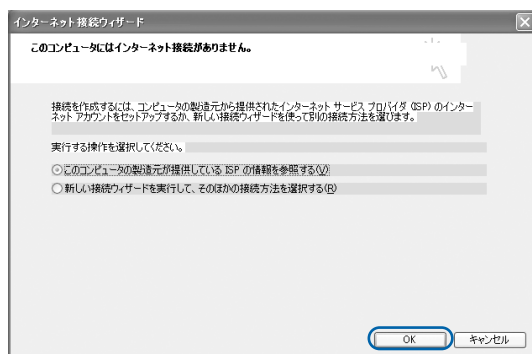 インターネット接続ウィザード
このコンピュータにはインターネット接続がありません。
接続を作成するには、コンピュータの製造元から提供されたインターネット サービス プロバイダ (ISP) のインター
ネット アカウントをセットアップするか、新しい接続ウィザードを使って別の接続方法を選びます。
実行する操作を選択してください。
このコンピュータの製造元が提供している ISP の情報を参照する(V)
新しい接続ウィザードを実行して、そのほかの接続方法を選択する(R)
OK
キャンセル